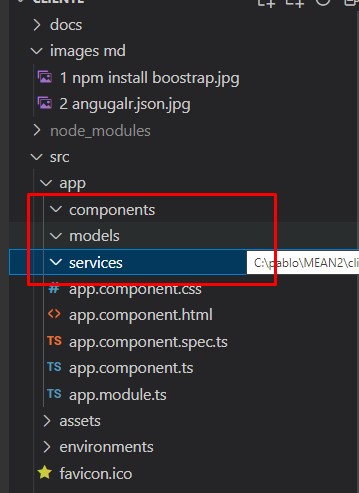 CLIENTE
docs
images md
1 npm install boostrap.jpg
2 angugalr.json.jpg
node_modules
src
app
components
models
services
C:\pablo\MEAN2\cli
# app.component.css
<> app.component.html
TS app.component.spec.ts
TS app.component.ts
TS app.module.ts
assets
environments
favicon.ico